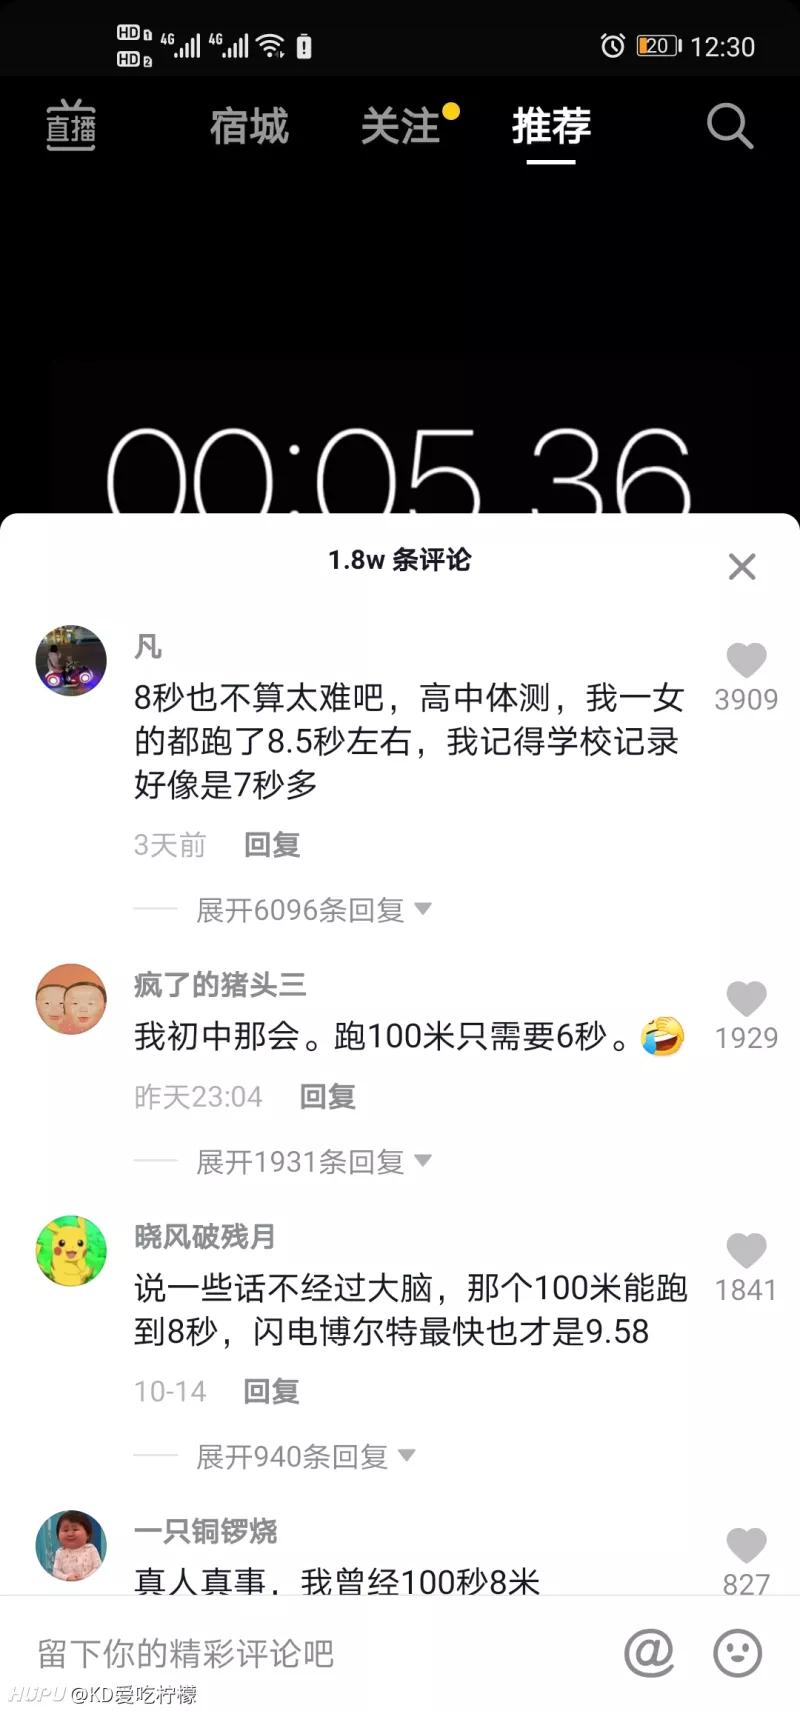 HD 1 4G 4G 20 12:30
HD 2
直播 宿城 关注 推荐
00:05.36
1.8w 条评论
凡
8秒也不算太难吧，高中体测，我一女
的都跑了8.5秒左右，我记得学校记录
好像是7秒多
3909
3天前 回复
展开6096条回复
疯了的猪头三
我初中那会。跑100米只需要6秒。
1929
昨天23:04 回复
展开1931条回复
晓风破残月
说一些话不经过大脑，那个100米能跑
到8秒，闪电博尔特最快也才是9.58
1841
10-14 回复
展开940条回复
一只铜锣烧
真人真事，我曾经100秒8米
827
留下你的精彩评论吧
@
HUPU @KD爱吃柠檬